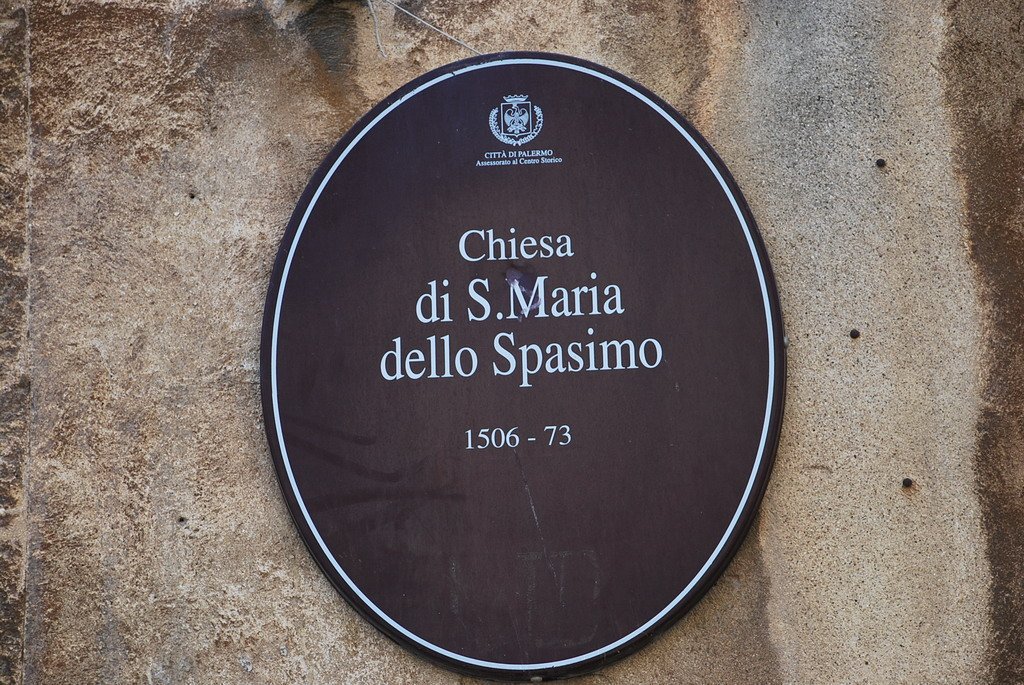 CITTÀ DI PALERMO
Assessorato al Centro Storico
Chiesa
di S.Maria
dello Spasimo
1506 - 73